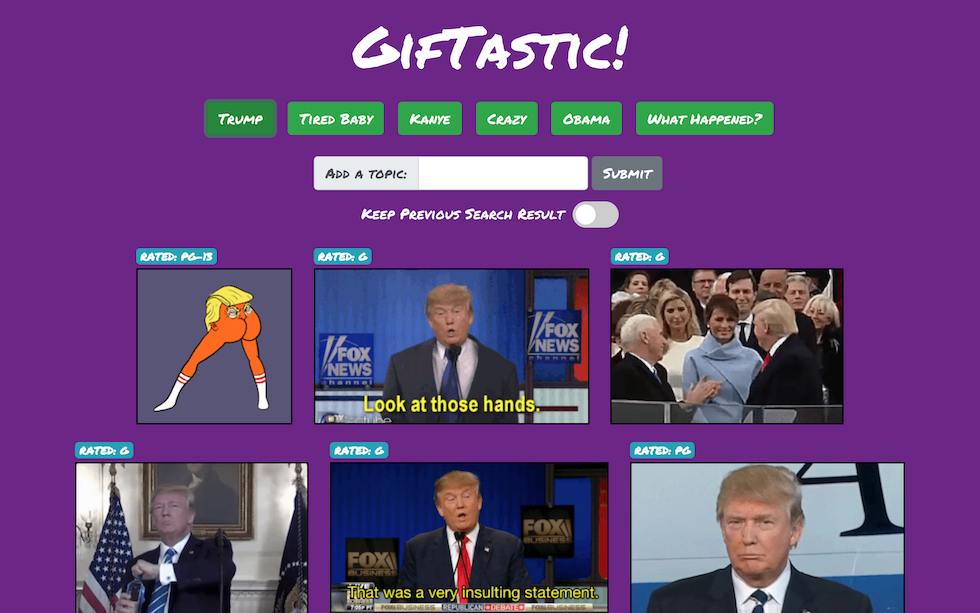 GifTastic!
Trump Tired Baby Kanye Crazy Obama What Happened?
Add a topic: Submit
Keep Previous Search Result
Rated: PG-13 Rated: G Rated: G
FOX NEWS channel
FOX NEWS channel
Look at those hands.
Rated: G Rated: G Rated: PG
FOX BUSINESS
FOX BUSINESS
That was a very insulting statement.
FOX BUSINESS REPUBLICAN DEBATE FOX BUSINESS